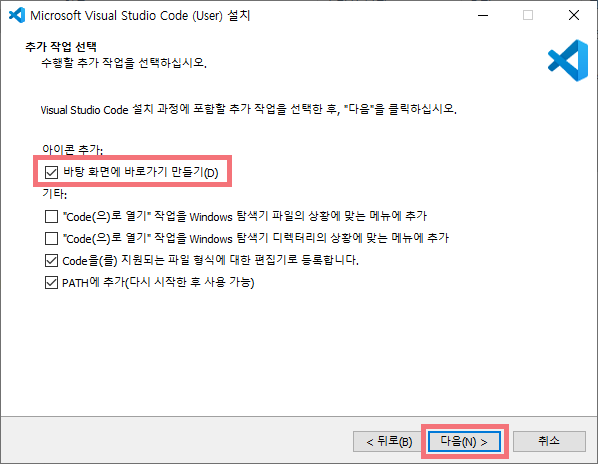 Microsoft Visual Studio Code (User) 설치
추가 작업 선택
수행할 추가 작업을 선택하십시오.
Visual Studio Code 설치 과정에 포함할 추가 작업을 선택한 후, "다음"을 클릭하십시오.
아이콘 추가:
바탕 화면에 바로가기 만들기(D)
기타:
"Code(으)로 열기" 작업을 Windows 탐색기 파일의 상황에 맞는 메뉴에 추가
"Code(으)로 열기" 작업을 Windows 탐색기 디렉터리의 상황에 맞는 메뉴에 추가
Code을(를) 지원되는 파일 형식에 대한 편집기로 등록합니다.
PATH에 추가(다시 시작한 후 사용 가능)
< 뒤로(B) 다음(N) > 취소